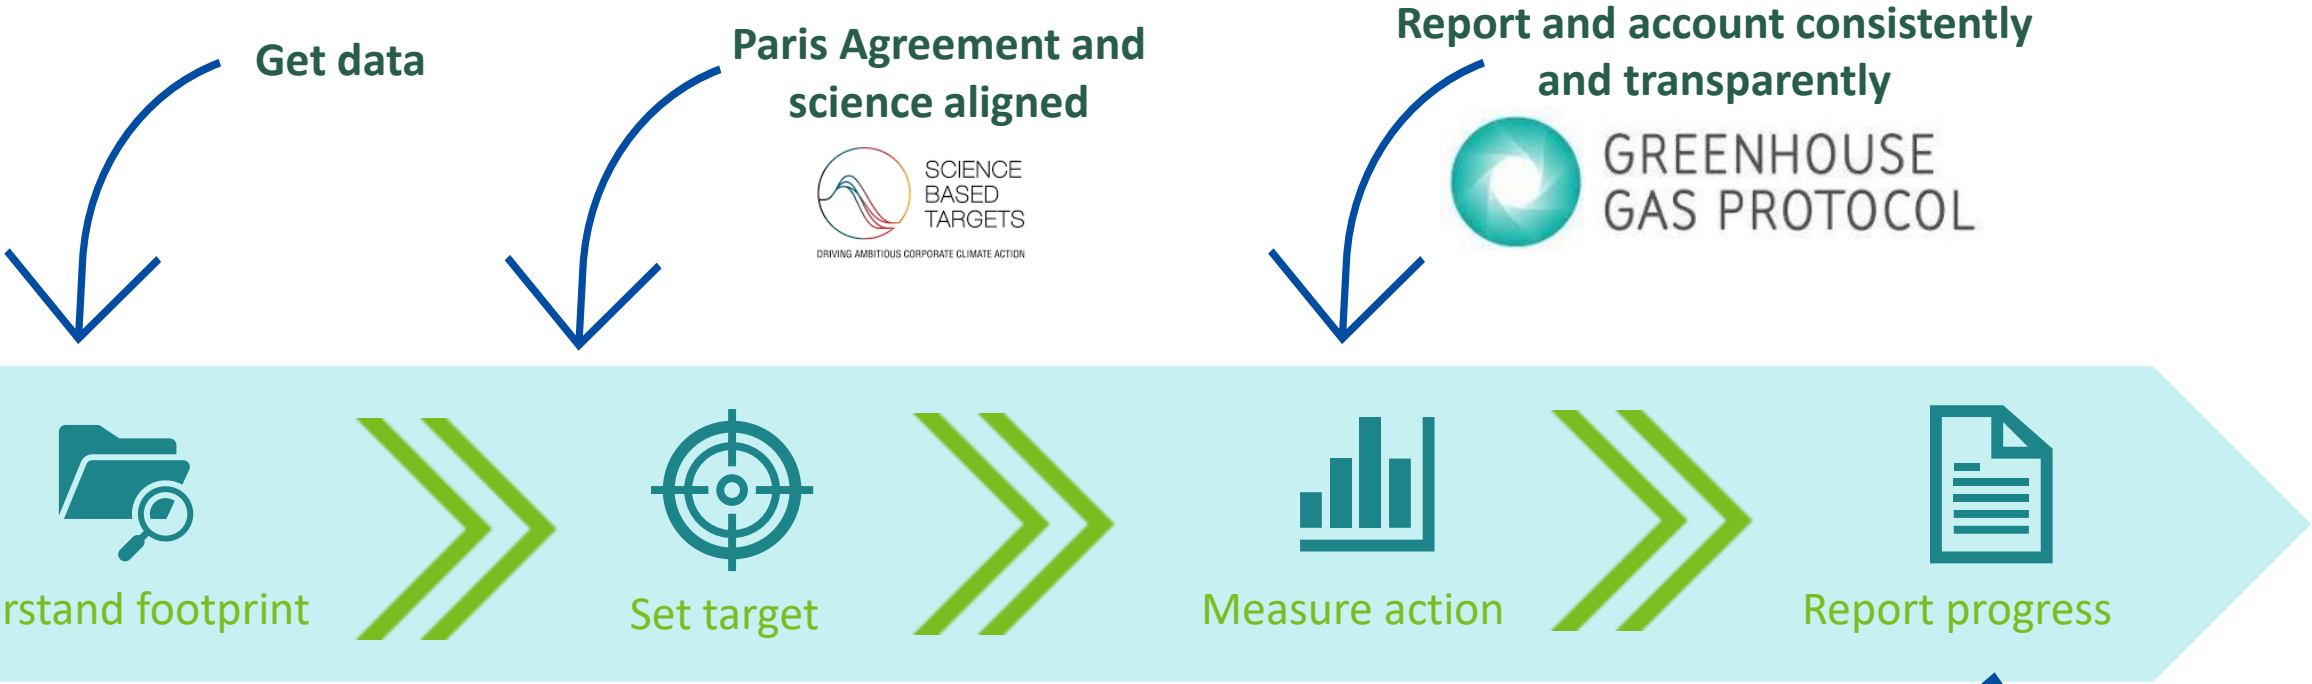 Get data
Paris Agreement and
science aligned
SCIENCE
BASED
TARGETS
DRIVING AMBITIOUS CORPORATE CLIMATE ACTION
Report and account consistently
and transparently
GREENHOUSE
GAS PROTOCOL
rstand footprint
Set target
Measure action
Report progress